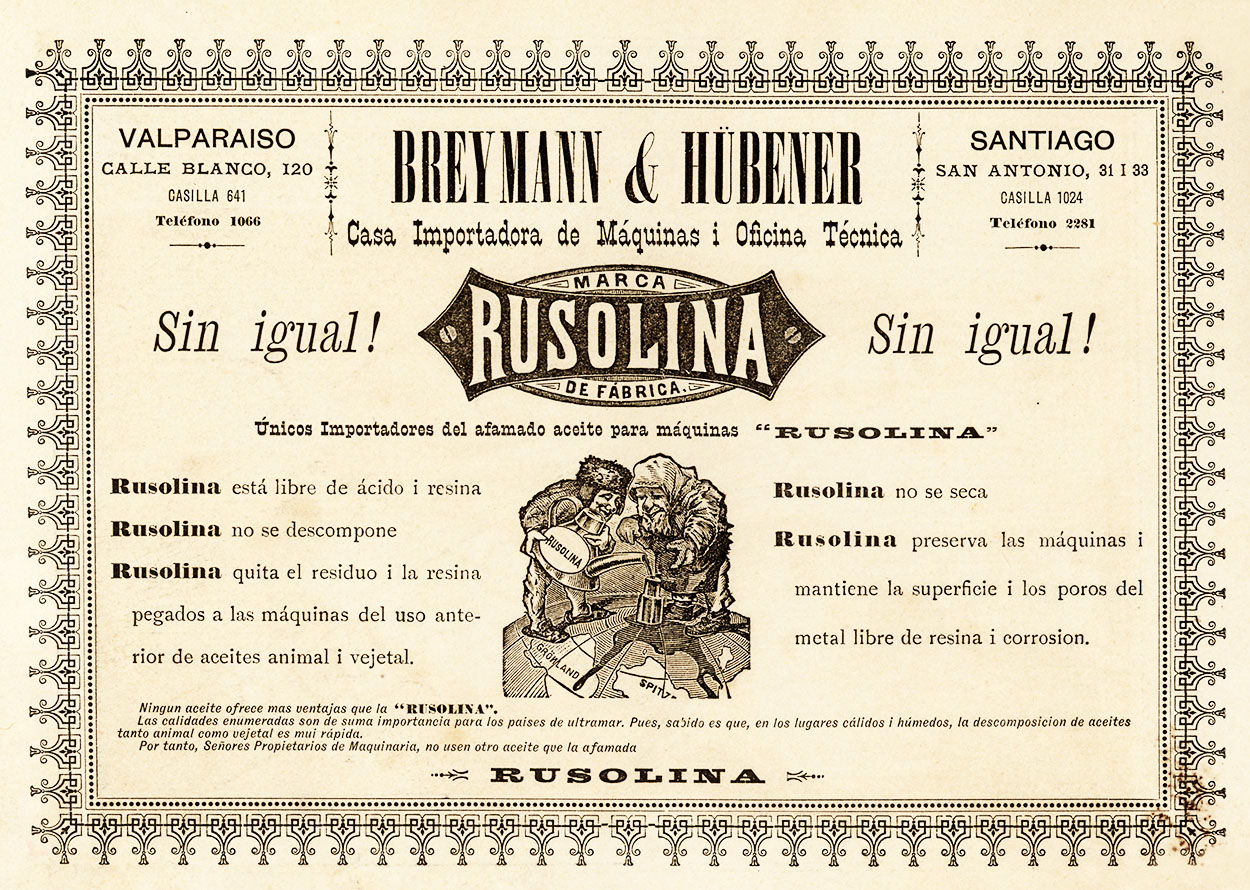 VALPARAISO
CALLE BLANCO, 120
CASILLA 641
Teléfono 1066
BREYMANN & HÜBENER
Casa Importadora de Máquinas i Oficina Técnica
SANTIAGO
SAN ANTONIO, 31 I 33
CASILLA 1024
Teléfono 2281
Sin igual!
MARCA
RUSOLINA
DE FÁBRICA.
Sin igual!
Únicos Importadores del afamado aceite para máquinas "RUSOLINA"
Rusolina está libre de ácido i resina
Rusolina no se descompone
Rusolina quita el residuo i la resina
pegados a las máquinas del uso ante-
rior de aceites animal i vejetal.
RUSOLINA
GRÖNLAND
SPITZ
Rusolina no se seca
Rusolina preserva las máquinas i
mantiene la superficie i los poros del
metal libre de resina i corrosion.
Ningun aceite ofrece mas ventajas que la "RUSOLINA".
Las calidades enumeradas son de suma importancia para los paises de ultramar. Pues, sabido es que, en los lugares cálidos i húmedos, la descomposicion de aceites
tanto animal como vejetal es mui rápida.
Por tanto, Señores Propietarios de Maquinaria, no usen otro aceite que la afamada
RUSOLINA